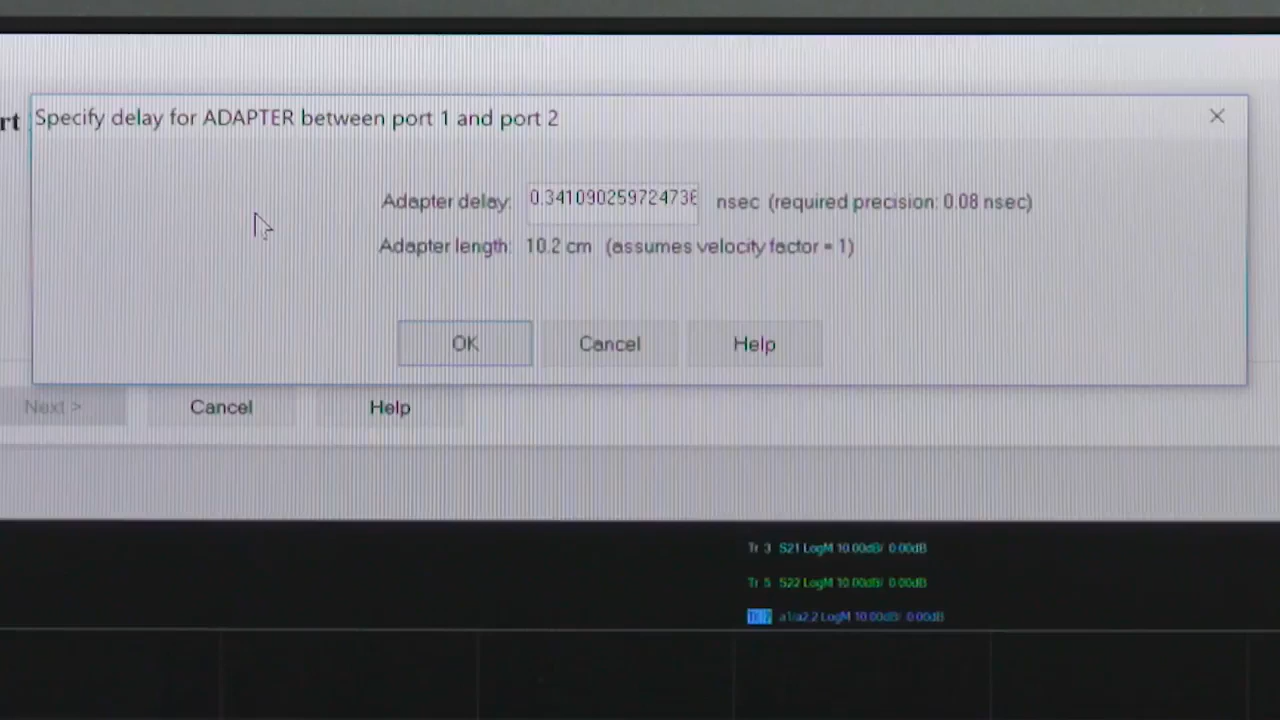 rt
Specify delay for ADAPTER between port 1 and port 2
Adapter delay: 0.341090259724736 nsec (required precision: 0.08 nsec)
Adapter length: 10.2 cm (assumes velocity factor = 1)
OK Cancel Help
Next > Cancel Help
Tr 3 S21 LogM 10.00dB/ 0.00dB
Tr 5 S22 LogM 10.00dB/ 0.00dB
a1/a2,2 LogM 10.00dB/ 0.00dB